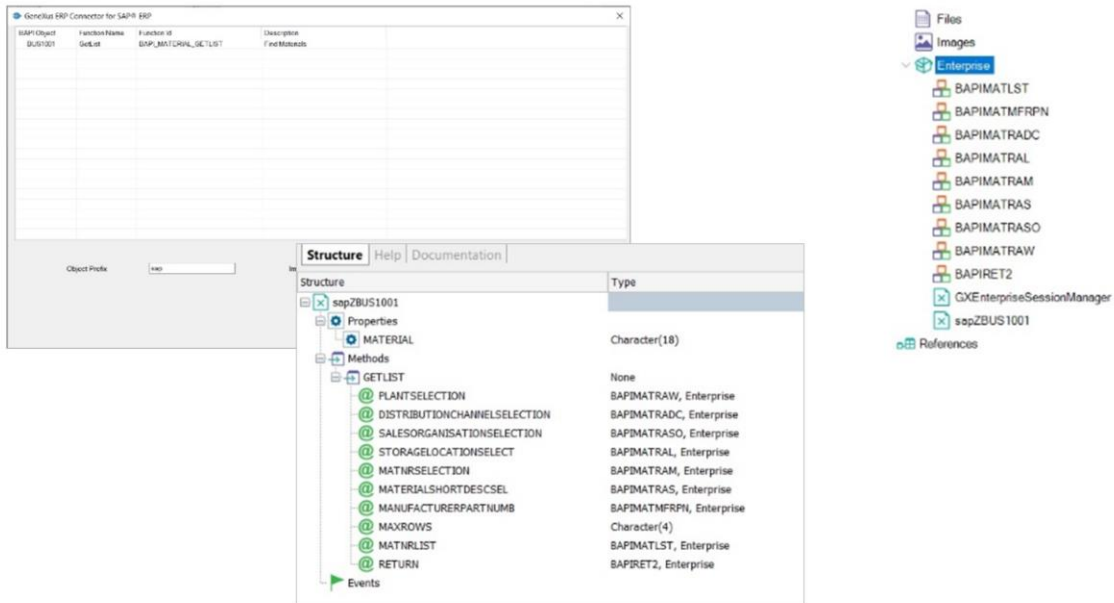 Genexus ERP Connector for SAP® ERP
BAPI Object Function Name Function Id Description
BUS1001 GetList BAPI_MATERIAL_GETLIST Find Materials
Object Prefix sap
Structure Help Documentation
Structure Type
sapZBUS1001
Properties
MATERIAL Character(18)
Methods
GETLIST None
PLANTSELECTION BAPIMATRAW, Enterprise
DISTRIBUTIONCHANNELSELECTION BAPIMATRADC, Enterprise
SALESORGANISATIONSELECTION BAPIMATRASO, Enterprise
STORAGELOCATIONSELECT BAPIMATRAL, Enterprise
MATNRSELECTION BAPIMATRAM, Enterprise
MATERIALSHORTDESCSEL BAPIMATRAS, Enterprise
MANUFACTURERPARTNUMB BAPIMATMFRPN, Enterprise
MAXROWS Character(4)
MATNRLIST BAPIMATLST, Enterprise
RETURN BAPIRET2, Enterprise
Events
Files
Images
Enterprise
BAPIMATLST
BAPIMATMFRPN
BAPIMATRADC
BAPIMATRAL
BAPIMATRAM
BAPIMATRAS
BAPIMATRASO
BAPIMATRAW
BAPIRET2
GXEnterpriseSessionManager
sapZBUS1001
References